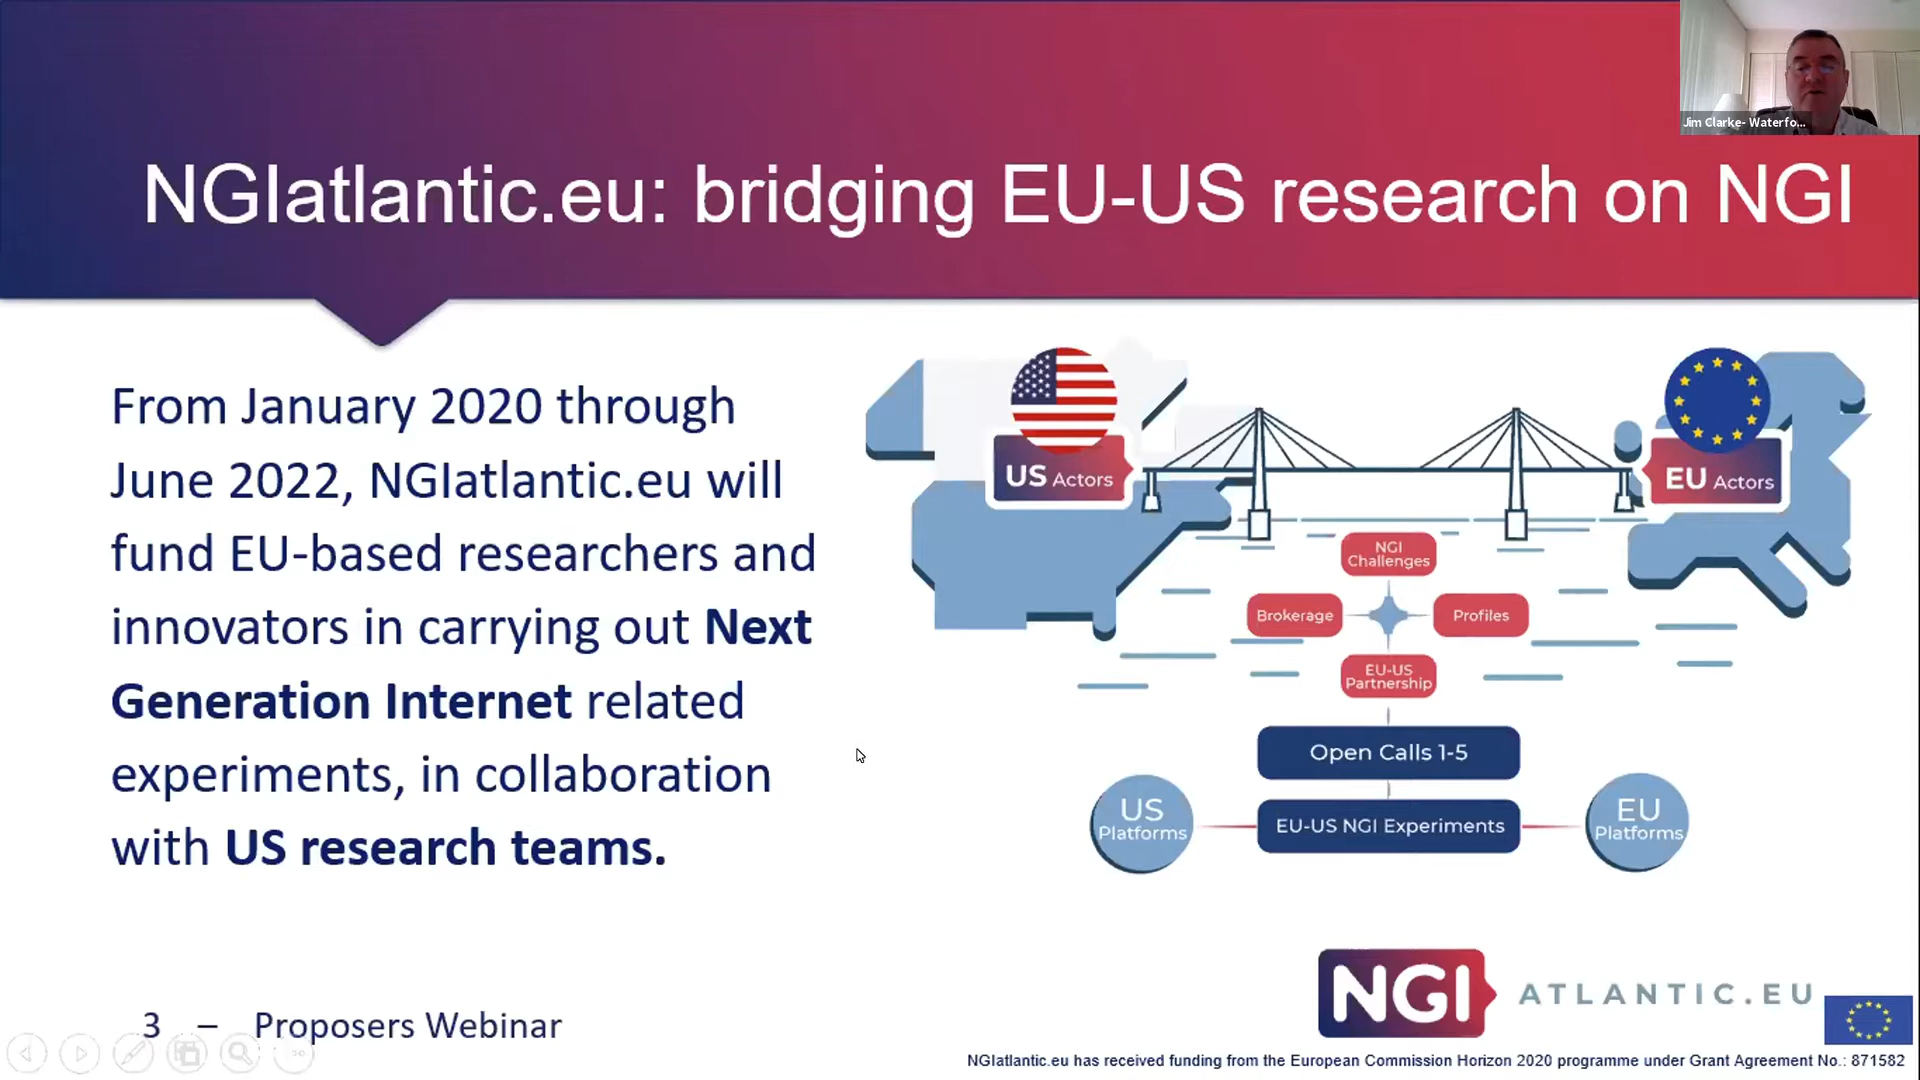 Jim Clarke- Waterfo...
NGIatlantic.eu: bridging EU-US research on NGI
From January 2020 through
June 2022, NGIatlantic.eu will
fund EU-based researchers and
innovators in carrying out Next
Generation Internet related
experiments, in collaboration
with US research teams.
US Actors
EU Actors
NGI
Challenges
Brokerage
Profiles
EU-US
Partnership
Open Calls 1-5
US
Platforms
EU-US NGI Experiments
EU
Platforms
NGI ATLANTIC.EU
3 – Proposers Webinar
NGIatlantic.eu has received funding from the European Commission Horizon 2020 programme under Grant Agreement No.: 871582